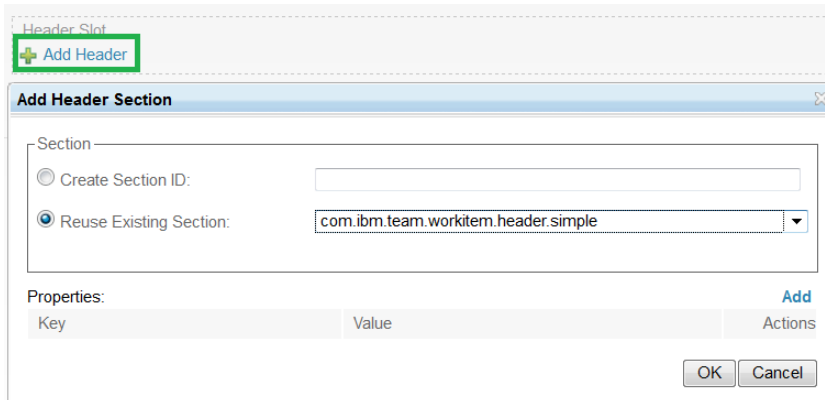 Header Slot
Add Header
Add Header Section
Section
Create Section ID:
Reuse Existing Section: com.ibm.team.workitem.header.simple
Properties: Add
Key Value Actions
OK Cancel